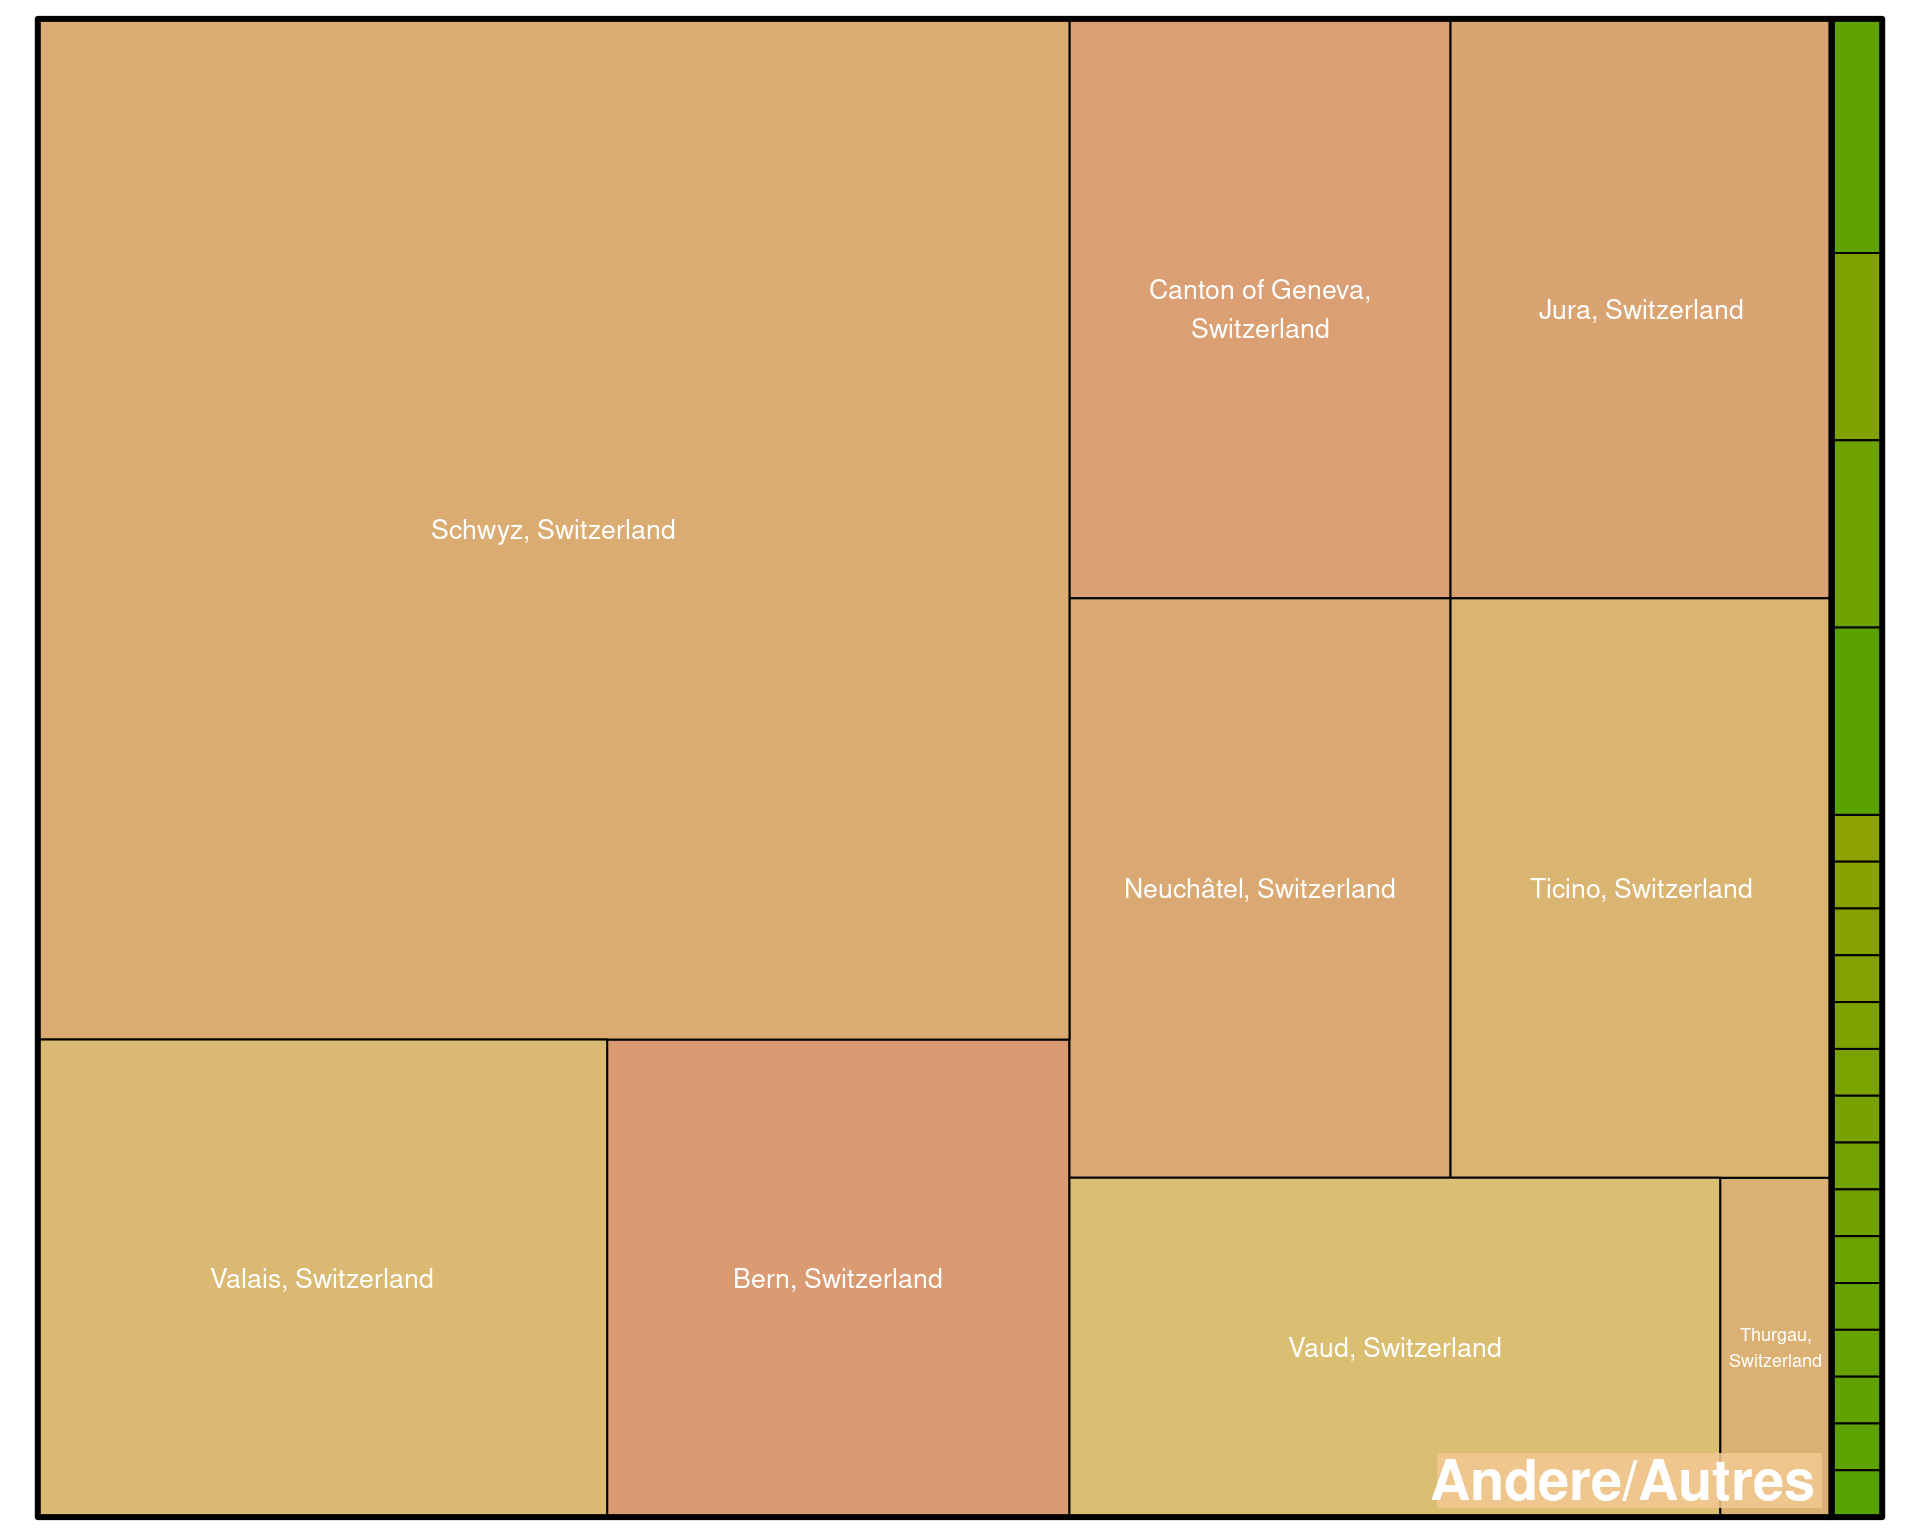 Schwyz, Switzerland
Canton of Geneva,
Switzerland
Jura, Switzerland
Neuchâtel, Switzerland
Ticino, Switzerland
Valais, Switzerland
Bern, Switzerland
Vaud, Switzerland
Thurgau,
Switzerland
Andere/Autres